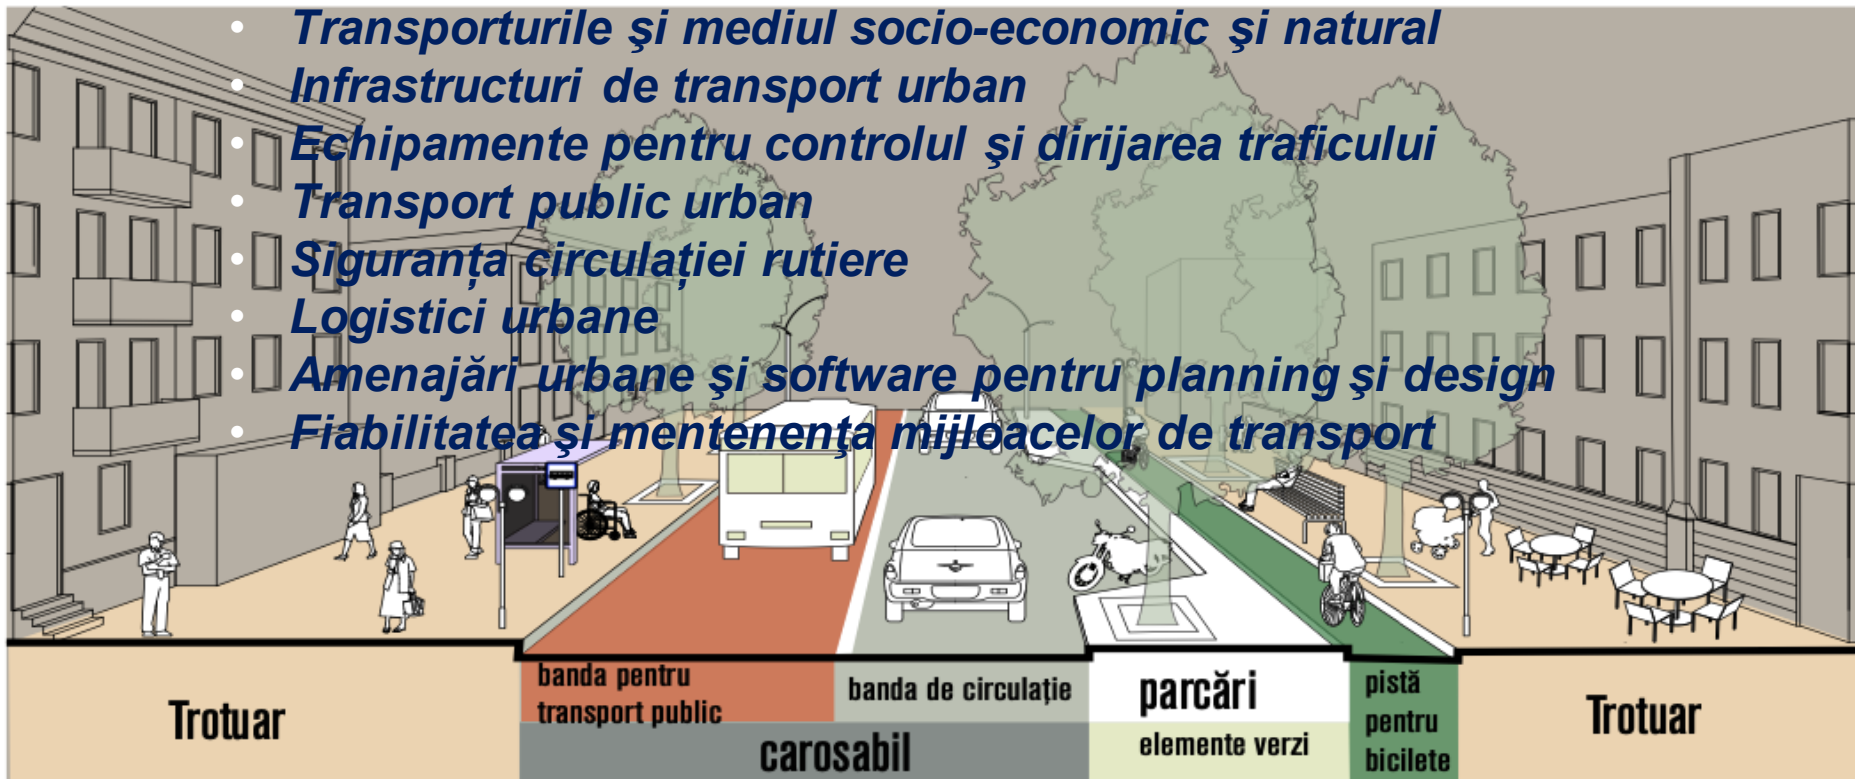 • Transporturile şi mediul socio-economic şi natural
• Infrastructuri de transport urban
• Echipamente pentru controlul şi dirijarea traficului
• Transport public urban
• Siguranța circulației rutiere
• Logistici urbane
• Amenajări urbane şi software pentru planning şi design
• Fiabilitatea şi mentenența mijloacelor de transport
Trotuar
banda pentru
transport public
banda de circulație
carosabil
parcări
elemente verzi
pistă
pentru
bicilete
Trotuar